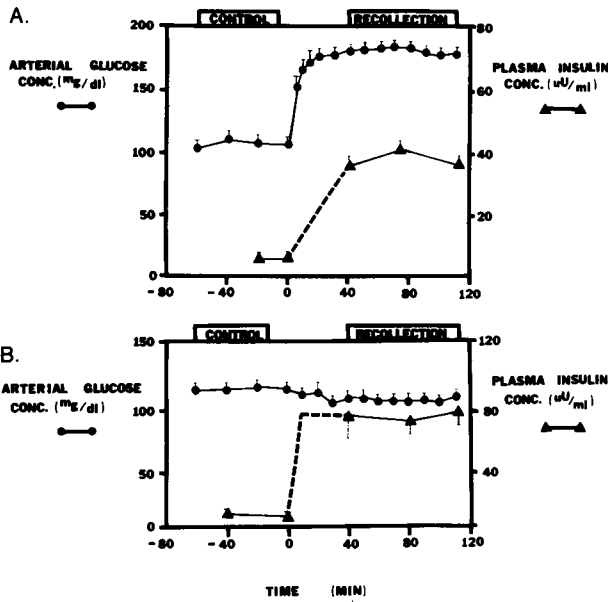 A.
CONTROL RECOLLECTION
200 80
ARTERIAL GLUCOSE
CONC. (mg/dl)
PLASMA INSULIN
CONC. (uU/ml)
150 60
100 40
50 20
0
-80 -40 0 40 80 120
CONTROL RECOLLECTION
B.
150 120
ARTERIAL GLUCOSE
CONC. (mg/dl)
PLASMA INSULIN
CONC. (uU/ml)
100 80
50 40
0
-80 -40 0 40 80 120
TIME (MIN)